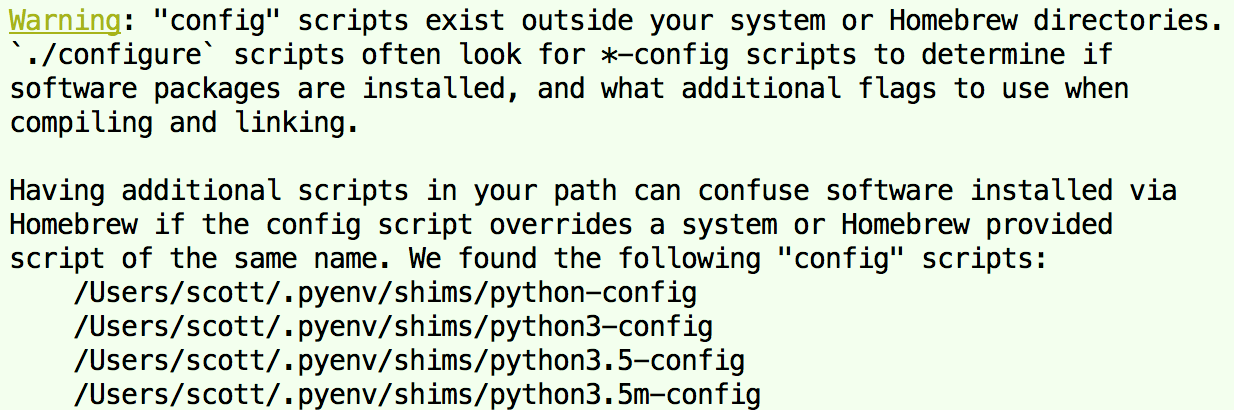 Warning: "config" scripts exist outside your system or Homebrew directories.
`./configure` scripts often look for *-config scripts to determine if
software packages are installed, and what additional flags to use when
compiling and linking.

Having additional scripts in your path can confuse software installed via
Homebrew if the config script overrides a system or Homebrew provided
script of the same name. We found the following "config" scripts:
    /Users/scott/.pyenv/shims/python-config
    /Users/scott/.pyenv/shims/python3-config
    /Users/scott/.pyenv/shims/python3.5-config
    /Users/scott/.pyenv/shims/python3.5m-config